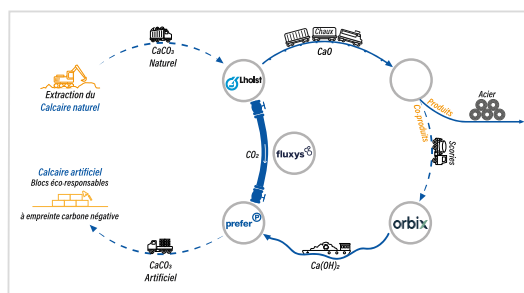 CaCO₃
Naturel
Extraction du
Calcaire naturel
Lhoist
Chaux
CaO
Produits
Co-produits
Acier
Scories
CO₂
fluxys
Calcaire artificiel
Blocs éco-responsables
à empreinte carbone négative
prefer P
orbix
Ca(OH)₂
CaCO₃
Artificiel